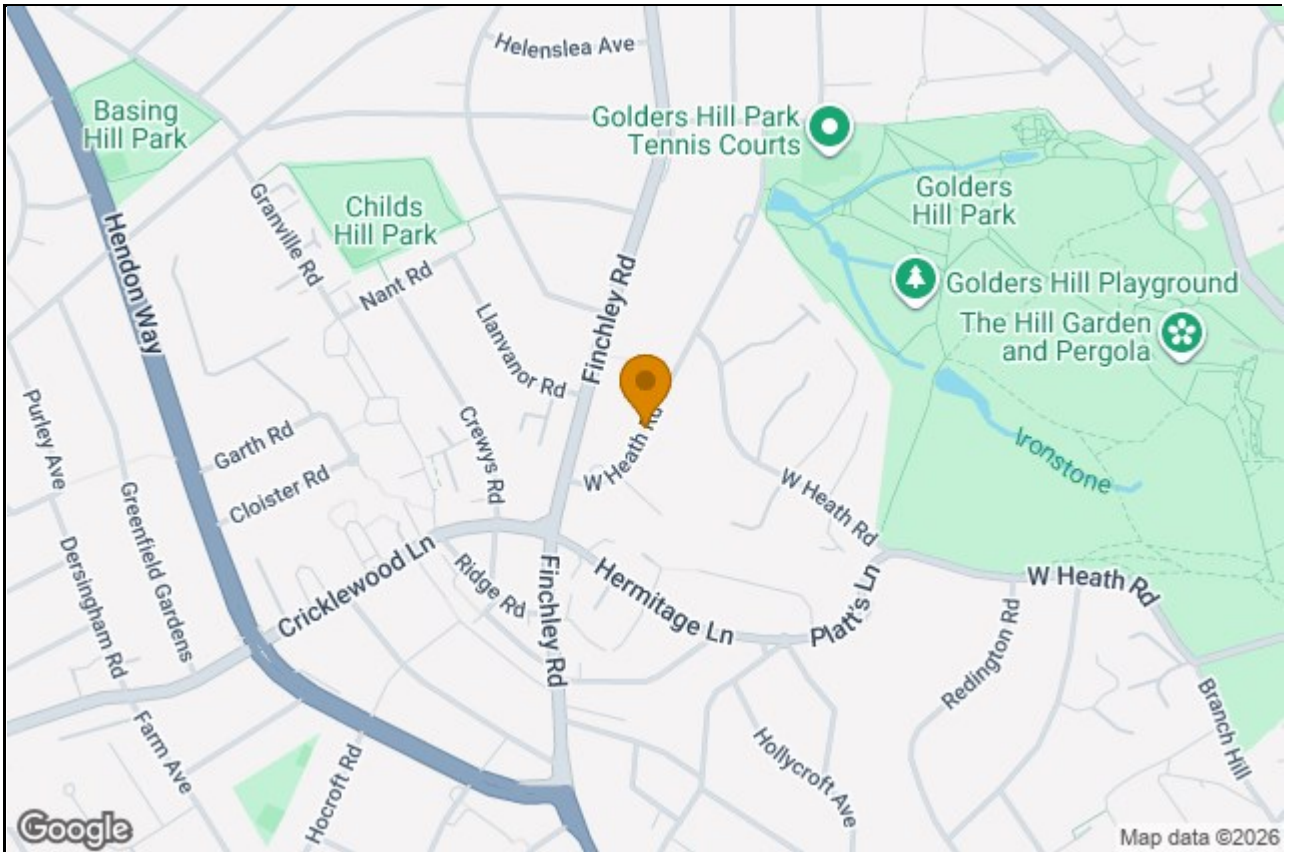 Helenslea Ave
Basing
Hill Park
Golders Hill Park
Tennis Courts
Granville Rd
Childs
Hill Park
Golders
Hill Park
Hendon Way
Nant Rd
Finchley Rd
Golders Hill Playground
The Hill Garden
and Pergola
Llanvanor Rd
Purley Ave
Crewys Rd
W Heath Rd
Garth Rd
Ironstone
Cloister Rd
W Heath Rd
Greenfield Gardens
Dersingham Rd
Cricklewood Ln
Ridge Rd
Finchley Rd
Hermitage Ln
Platt's Ln
W Heath Rd
Redington Rd
Branch Hill
Farm Ave
Hocroft Rd
Hollycroft Ave
Google
Map data ©2026